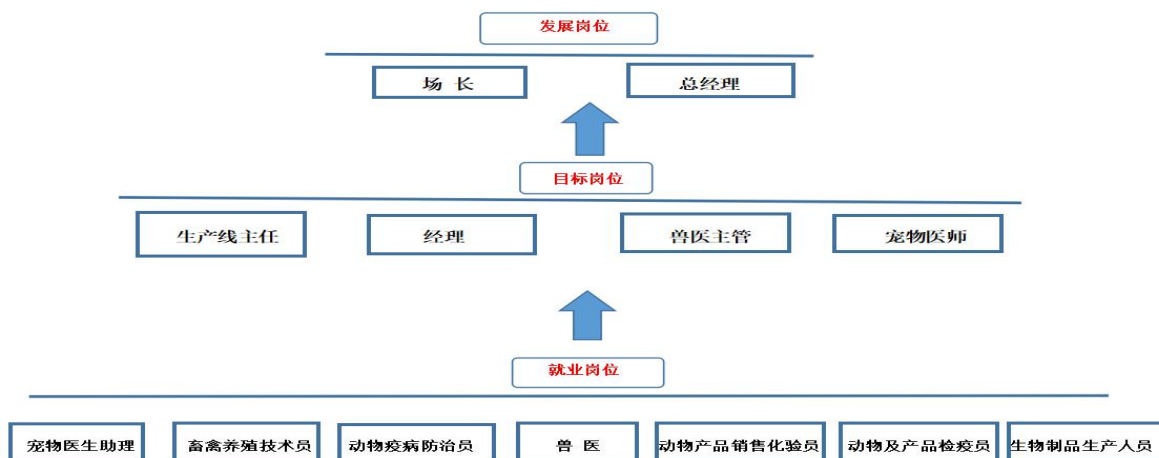 发展岗位
场 长 总经理
目标岗位
生产线主任 经理 兽医主管 宠物医师
就业岗位
宠物医生助理 畜禽养殖技术员 动物疫病防治员 兽 医 动物产品销售化验员 动物及产品检疫员 生物制品生产人员